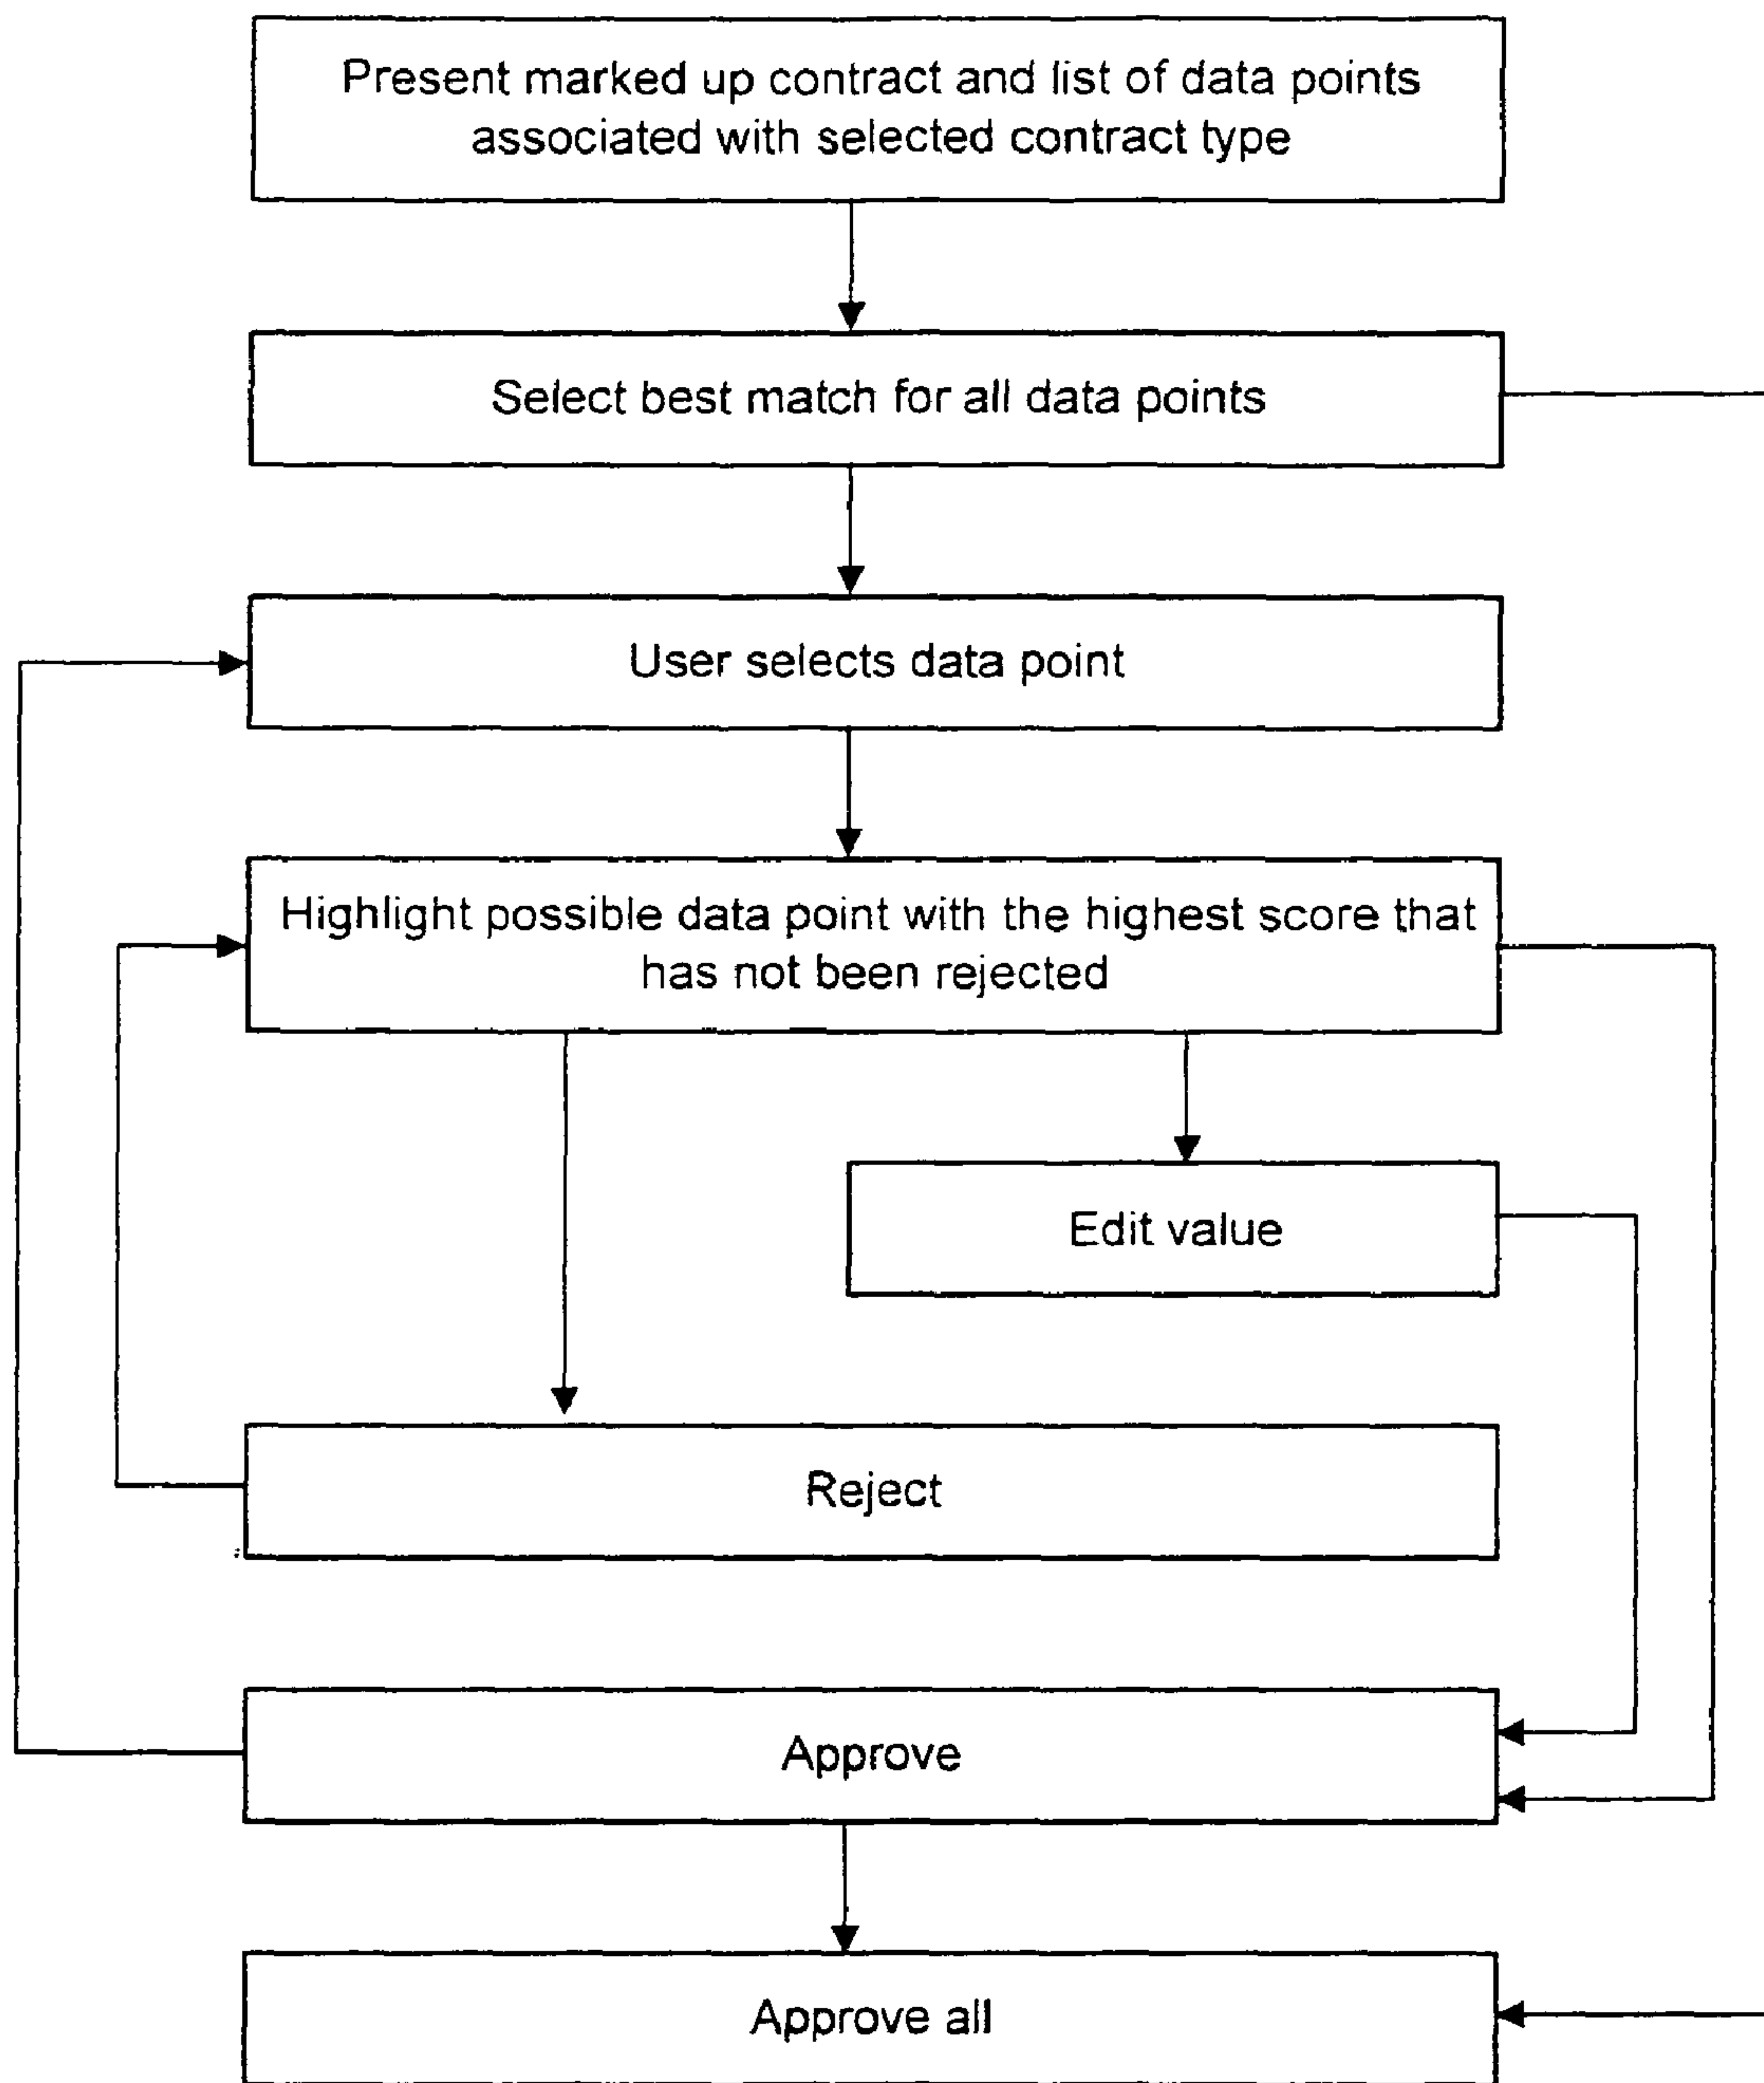 Present marked up contract and list of data points
associated with selected contract type
Select best match for all data points
User selects data point
Highlight possible data point with the highest score that
has not been rejected
Edit value
Reject
Approve
Approve all